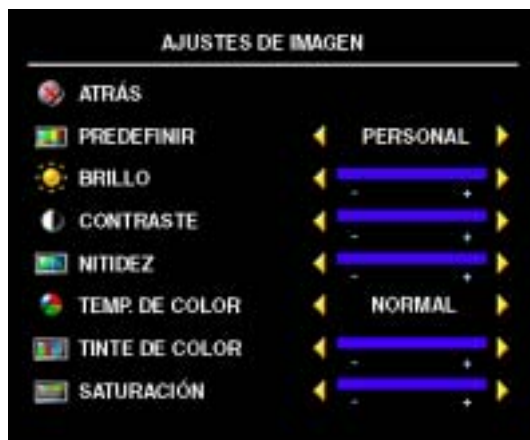 AJUSTES DE IMAGEN
ATRÁS
PREDEFINIR PERSONAL
BRILLO
- +
CONTRASTE
- +
NITIDEZ
- +
TEMP. DE COLOR NORMAL
TINTE DE COLOR
- +
SATURACIÓN
- +